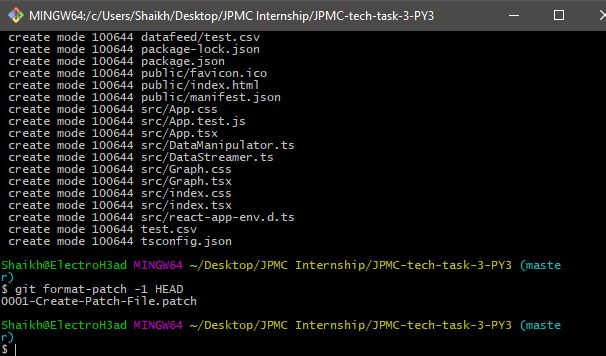 MINGW64:/c/Users/Shaikh/Desktop/JPMC Internship/JPMC-tech-task-3-PY3
create mode 100644 datafeed/test.csv
create mode 100644 package-lock.json
create mode 100644 package.json
create mode 100644 public/favicon.ico
create mode 100644 public/index.html
create mode 100644 public/manifest.json
create mode 100644 src/App.css
create mode 100644 src/App.test.js
create mode 100644 src/App.tsx
create mode 100644 src/DataManipulator.ts
create mode 100644 src/DataStreamer.ts
create mode 100644 src/Graph.css
create mode 100644 src/Graph.tsx
create mode 100644 src/index.css
create mode 100644 src/index.tsx
create mode 100644 src/react-app-env.d.ts
create mode 100644 test.csv
create mode 100644 tsconfig.json
Shaikh@ElectroH3ad MINGW64 ~/Desktop/JPMC Internship/JPMC-tech-task-3-PY3 (maste
r)
$ git format-patch -1 HEAD
0001-Create-Patch-File.patch
Shaikh@ElectroH3ad MINGW64 ~/Desktop/JPMC Internship/JPMC-tech-task-3-PY3 (maste
r)
$